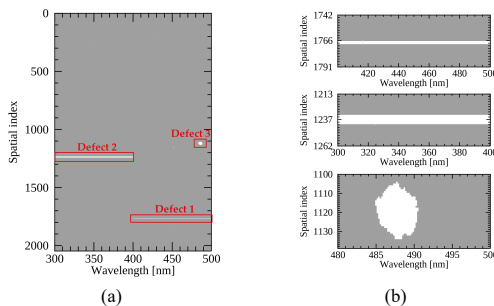 0
500
1000
1500
2000
Spatial index
300 350 400 450 500
Wavelength [nm]
Defect 3
Defect 2
Defect 1
(a)
1742
1766
1791
Spatial index
420 440 460 480 500
Wavelength [nm]
1213
1237
1262
Spatial index
300 320 340 360 380 400
Wavelength [nm]
1100
1110
1120
1130
Spatial index
480 485 490 495 500
Wavelength [nm]
(b)